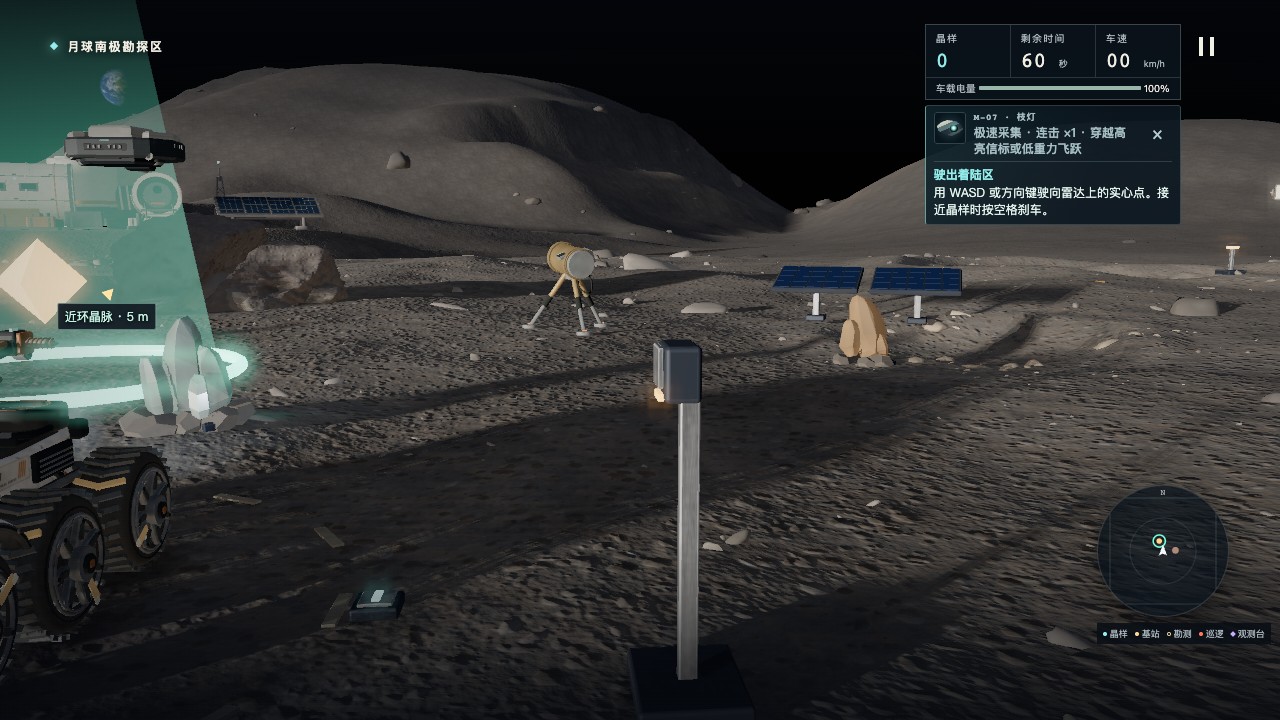 月球南极勘探区
晶样
0
剩余时间
60 秒
车速
00 km/h
车载电量
100%
M-07 · 枝灯
极速采集 · 连击 x1 · 穿越高
亮信标或低重力飞跃
×
驶出着陆区
用 WASD 或方向键驶向雷达上的实心点。接
近晶样时按空格刹车。
近环晶脉 · 5 m
N
晶样
基站
勘测
巡逻
观测台